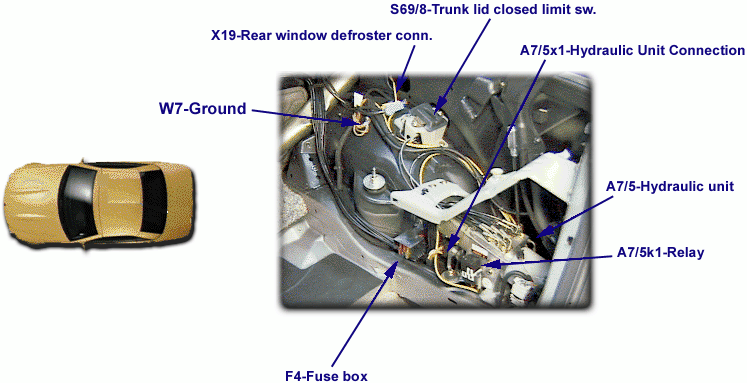 S69/8-Trunk lid closed limit sw.
X19-Rear window defroster conn.
A7/5x1-Hydraulic Unit Connection
W7-Ground
A7/5-Hydraulic unit
A7/5k1-Relay
F4-Fuse box